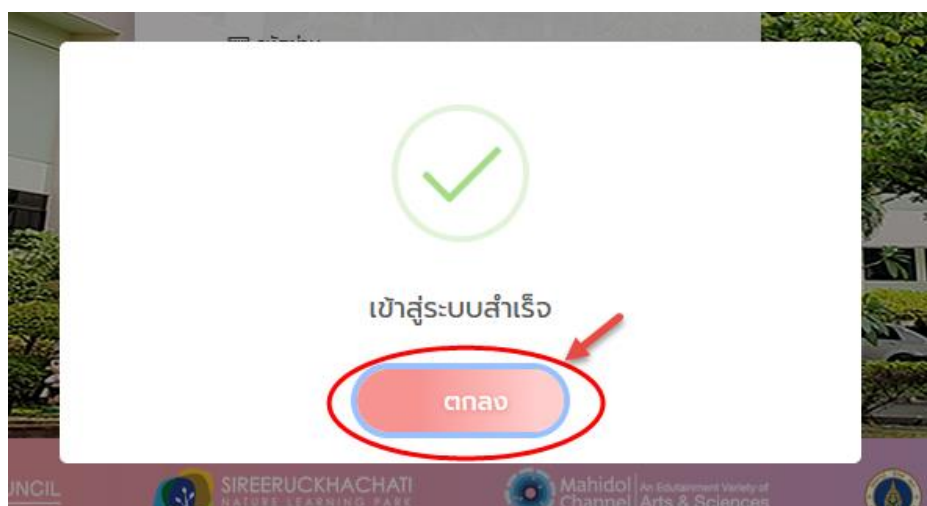 เข้าสู่ระบบสำเร็จ
ตกลง
UNCIL
SIREERUCKHACHATI
NATURE LEARNING PARK
Mahidol An Edutainment Variety of
Channel Arts & Sciences